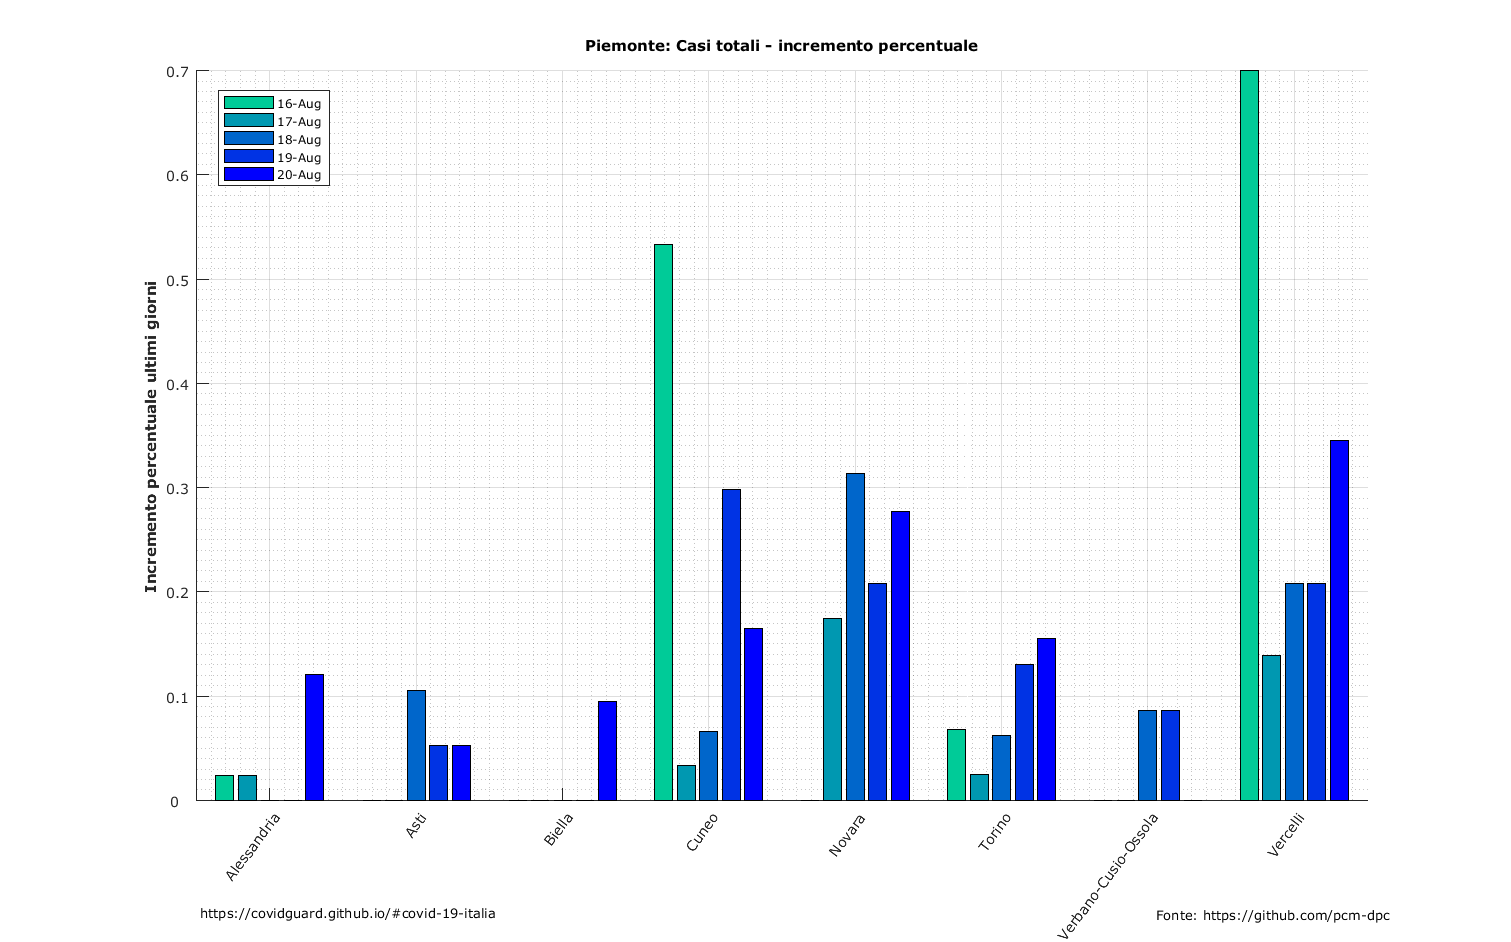 Piemonte: Casi totali - incremento percentuale
0.7
0.6
0.5
0.4
0.3
0.2
0.1
0
Incremento percentuale ultimi giorni
16-Aug
17-Aug
18-Aug
19-Aug
20-Aug
Alessandria
Asti
Biella
Cuneo
Novara
Torino
Verbano-Cusio-Ossola
Vercelli
https://covidguard.github.io/#covid-19-italia
Fonte: https://github.com/pcm-dpc